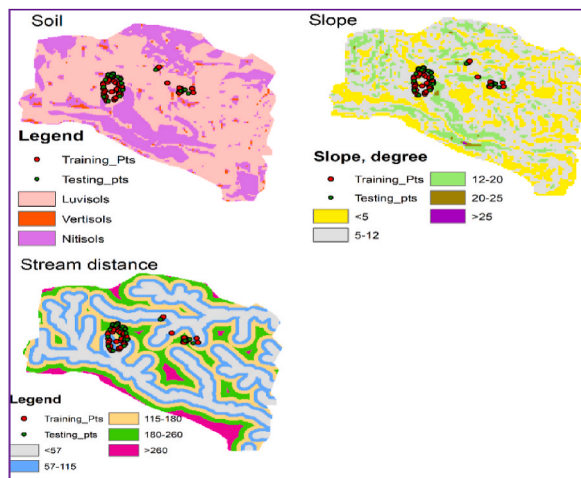 Soil
Legend
Training_Pts
Testing_pts
Luvisols
Vertisols
Nitisols
Slope
Slope, degree
Training_Pts
Testing_pts
<5
5-12
12-20
20-25
>25
Stream distance
Legend
Training_Pts
Testing_pts
<57
57-115
115-180
180-260
>260